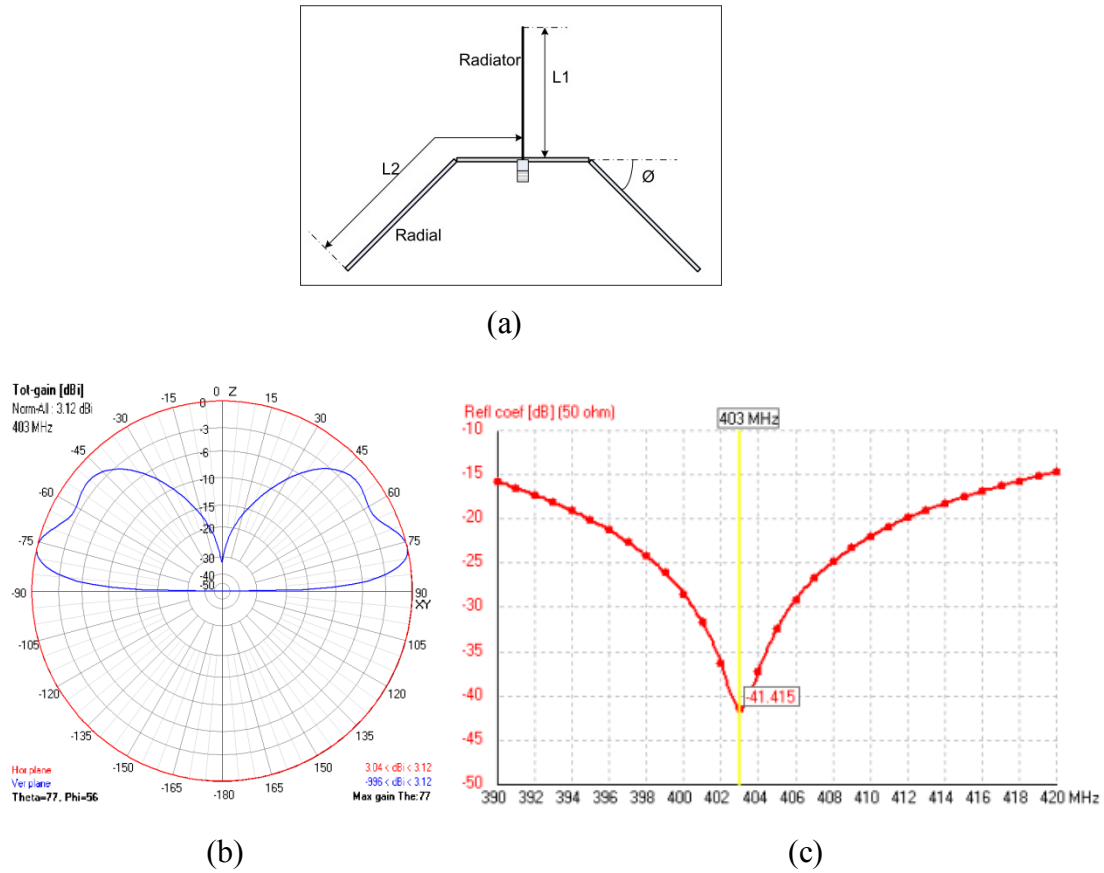 Radiator
L1
L2
Ø
Radial
(a)
Tot-gain [dBi]
Norm-All : 3.12 dBi
403 MHz
0 Z
-15 15
-30 30
-45 45
-60 60
-75 75
-90 90
XY
-105 105
-120 120
-135 135
-150 150
-165 165
-180
0
-3
-6
-10
-15
-20
-30
-40
-50
Hor plane
Ver plane
Theta=77, Phi=56
3.04 < dBi < 3.12
-996 < dBi < 3.12
Max gain The:77
(b)
Refl coef [dB] (50 ohm)
403 MHz
-10
-15
-20
-25
-30
-35
-40
-45
-50
-41.415
390 392 394 396 398 400 402 404 406 408 410 412 414 416 418 420 MHz
(c)